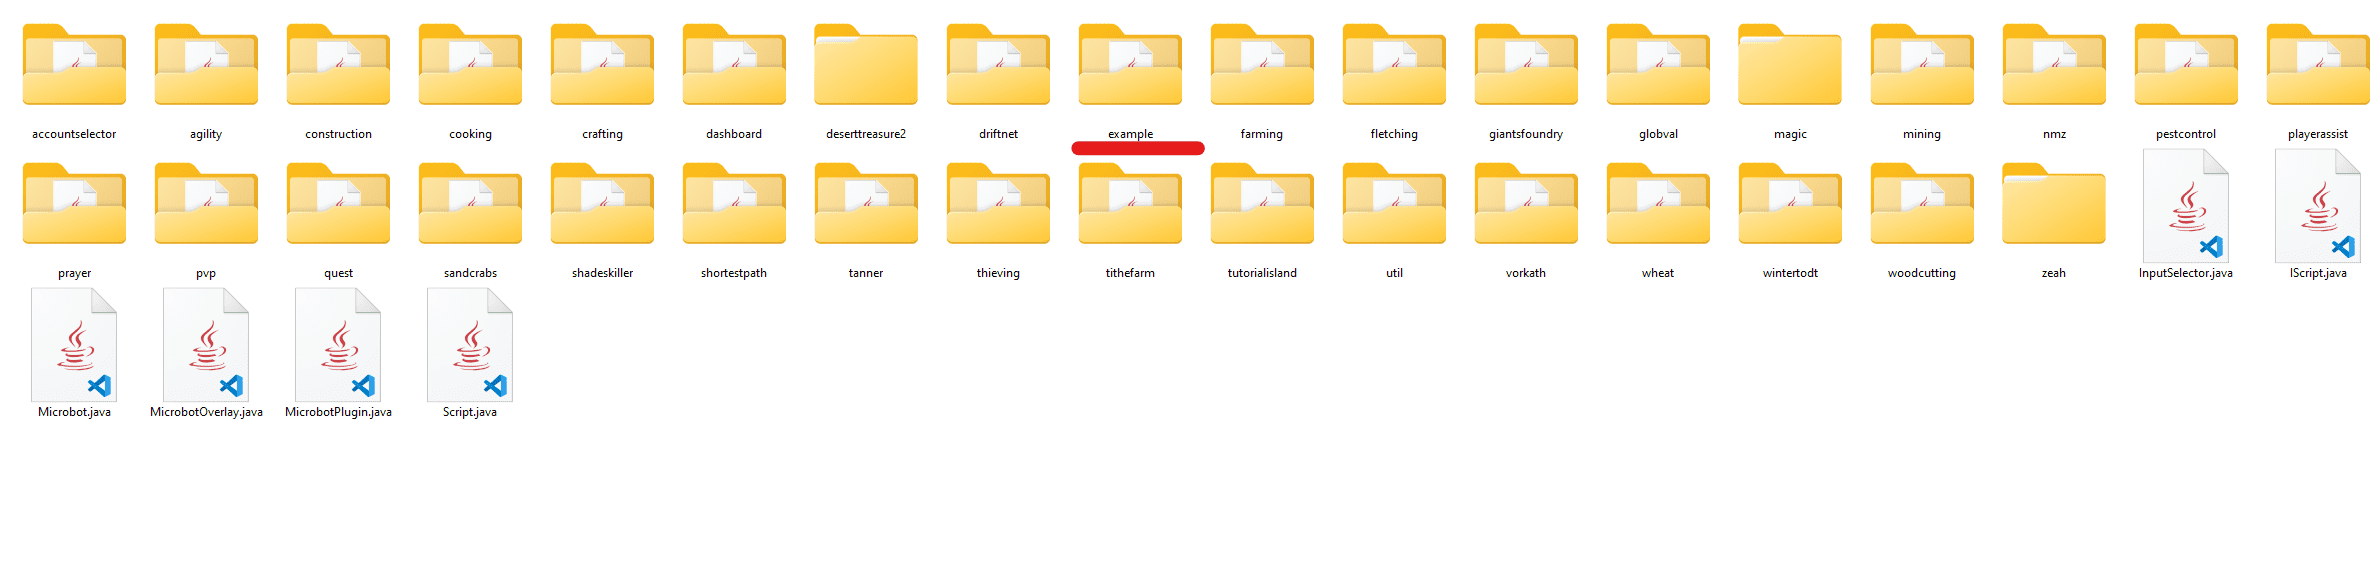 accountselector agility construction cooking crafting dashboard deserttreasure2 driftnet example farming fletching giantsfoundry globval magic mining nmz pestcontrol playerassist
prayer pvp quest sandcrabs shadeskiller shortestpath tanner thieving tithefarm tutorialisland util vorkath wheat wintertodt woodcutting zeah InputSelector.java IScript.java
Microbot.java MicrobotOverlay.java MicrobotPlugin.java Script.java